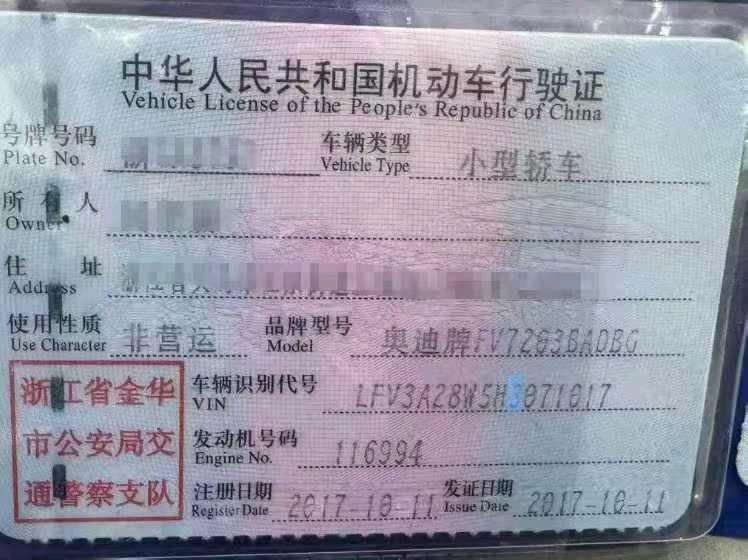 中华人民共和国机动车行驶证
Vehicle License of the People's Republic of China
号牌号码 车辆类型 小型轿车
Plate No. Vehicle Type
所有人
Owner
住址
Address
使用性质 非营运 品牌型号 奥迪牌FV7203BADBG
Use Character Model
浙江省金华
市公安局交
通警察支队
车辆识别代号 LFV3A28W5H3071017
VIN
发动机号码 116994
Engine No.
注册日期 2017-10-11 发证日期 2017-10-11
Register Date Issue Date